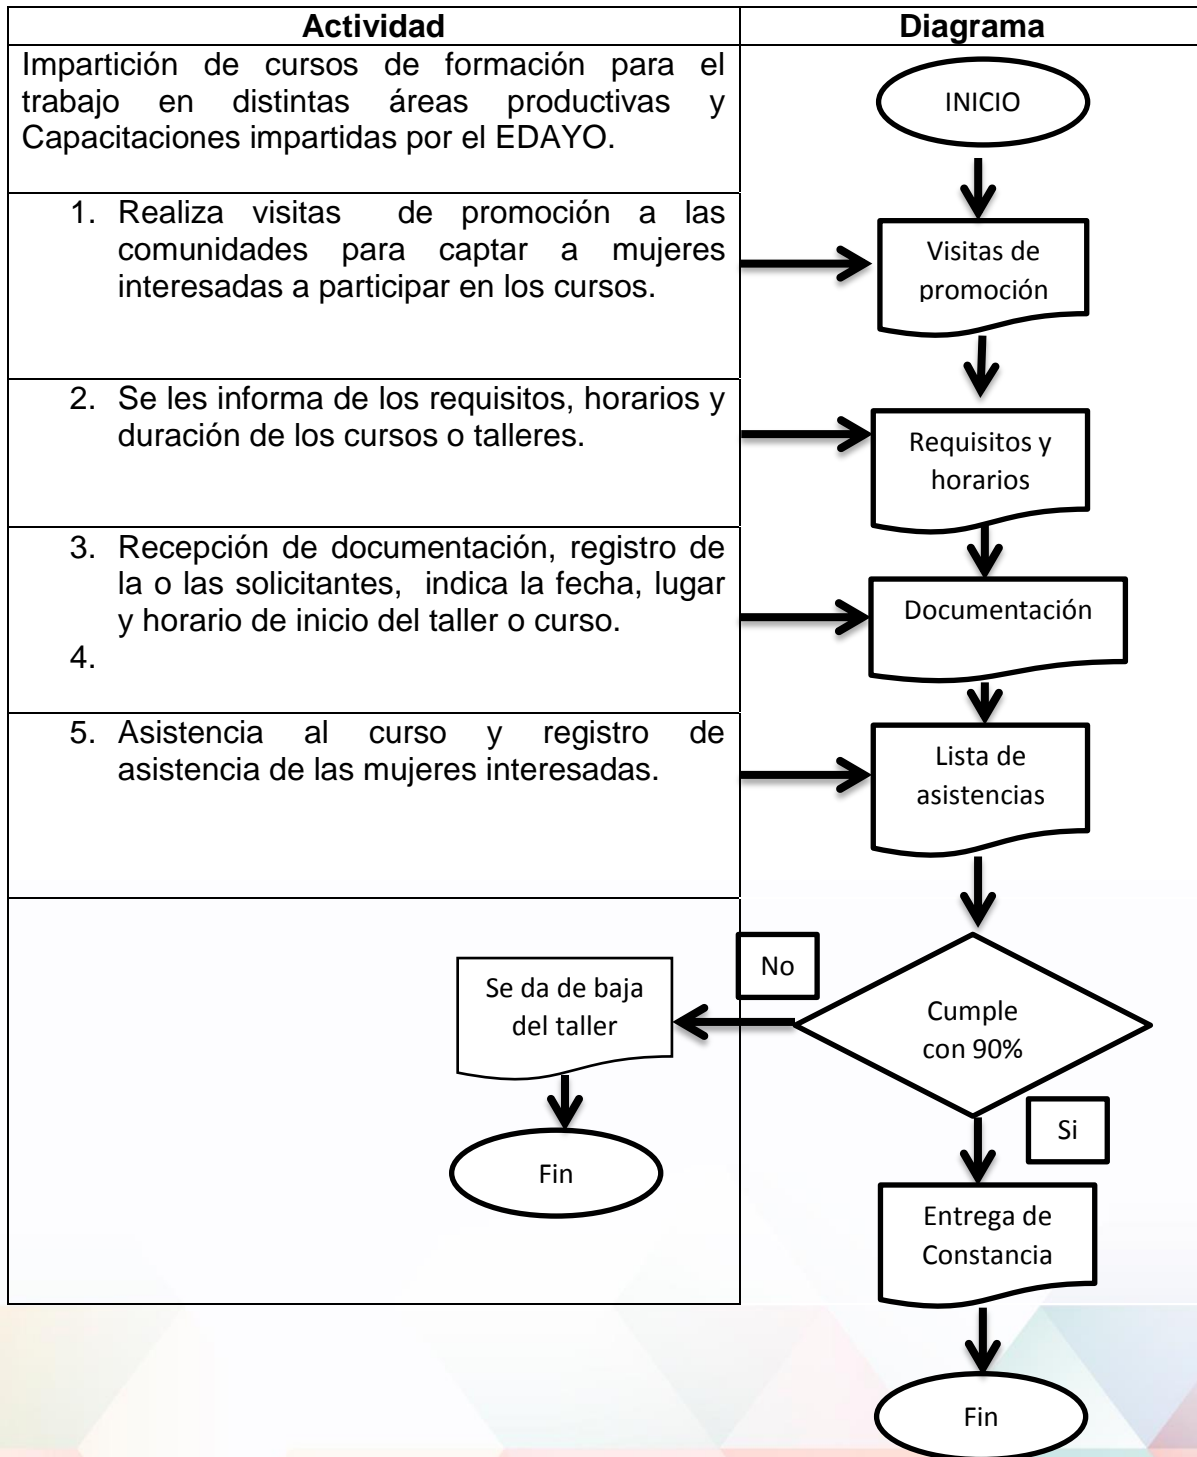 Actividad
Diagrama
Impartición de cursos de formación para el
trabajo en distintas áreas productivas y
Capacitaciones impartidas por el EDAYO.
INICIO
1. Realiza visitas de promoción a las
comunidades para captar a mujeres
interesadas a participar en los cursos.
Visitas de
promoción
2. Se les informa de los requisitos, horarios y
duración de los cursos o talleres.
Requisitos y
horarios
3. Recepción de documentación, registro de
la o las solicitantes, indica la fecha, lugar
y horario de inicio del taller o curso.
4.
Documentación
5. Asistencia al curso y registro de
asistencia de las mujeres interesadas.
Lista de
asistencias
No
Se da de baja
del taller
Cumple
con 90%
Si
Fin
Entrega de
Constancia
Fin